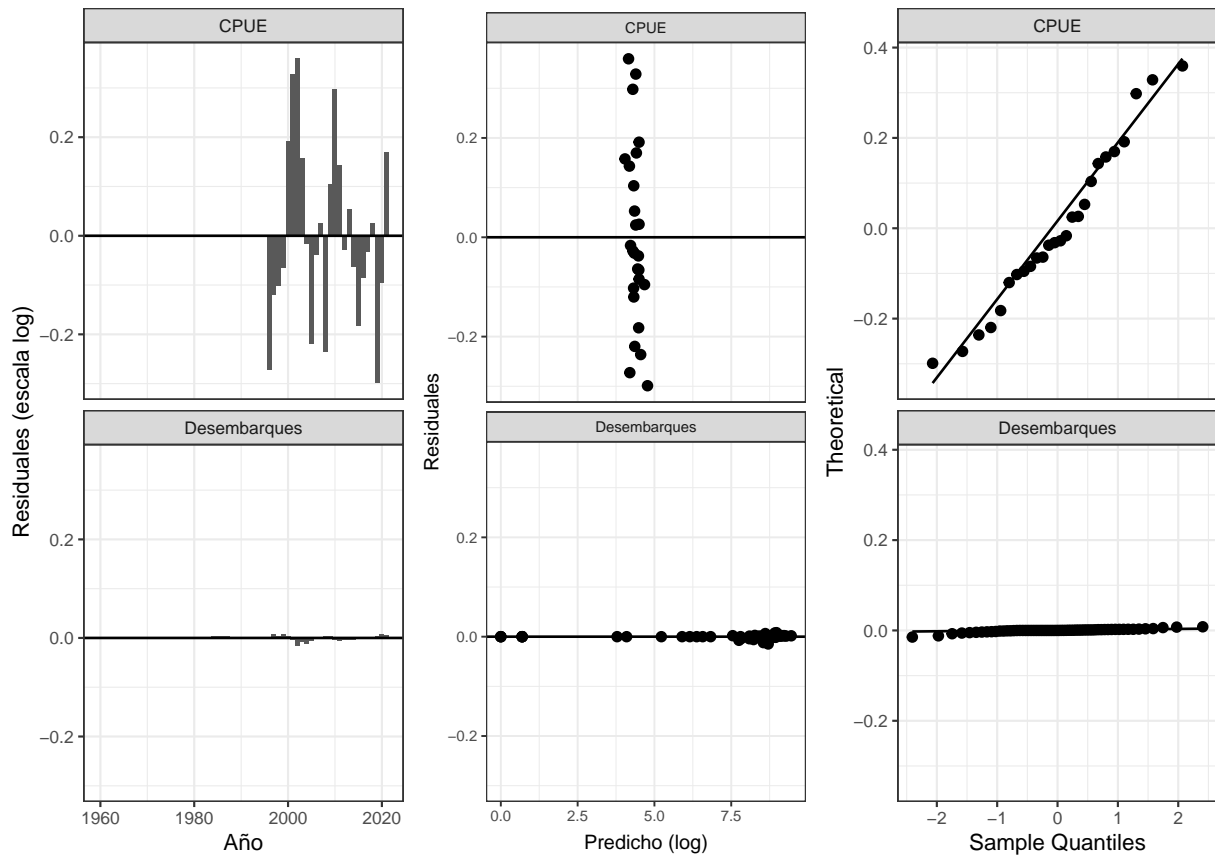 CPUE
0.2
0.0
−0.2
Desembarques
0.2
0.0
−0.2
1960
1980
2000
2020
Año
Residuales (escala log)
CPUE
0.2
0.0
−0.2
Desembarques
0.2
0.0
−0.2
0.0
2.5
5.0
7.5
Predicho (log)
Residuales
CPUE
0.4
0.2
0.0
−0.2
Desembarques
0.4
0.2
0.0
−0.2
−2
−1
0
1
2
Sample Quantiles
Theoretical